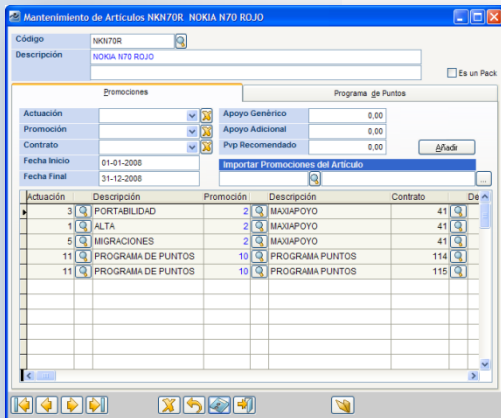 Mantenimiento de Artículos NKN70R NOKIA N70 ROJO
Código NKN70R
Descripción NOKIA N70 ROJO
Es un Pack
Promociones Programa de Puntos
Actuación Apoyo Genérico 0,00
Promoción Apoyo Adicional 0,00
Contrato Pvp Recomendado 0,00 Añadir
Fecha Inicio 01-01-2008 Importar Promociones del Artículo
Fecha Final 31-12-2008 ...
Actuación Descripción Promoción Descripción Contrato De
3 PORTABILIDAD 2 MAXIAPOYO 41
1 ALTA 2 MAXIAPOYO 41
5 MIGRACIONES 2 MAXIAPOYO 41
11 PROGRAMA DE PUNTOS 10 PROGRAMA PUNTOS 114
11 PROGRAMA DE PUNTOS 10 PROGRAMA PUNTOS 115